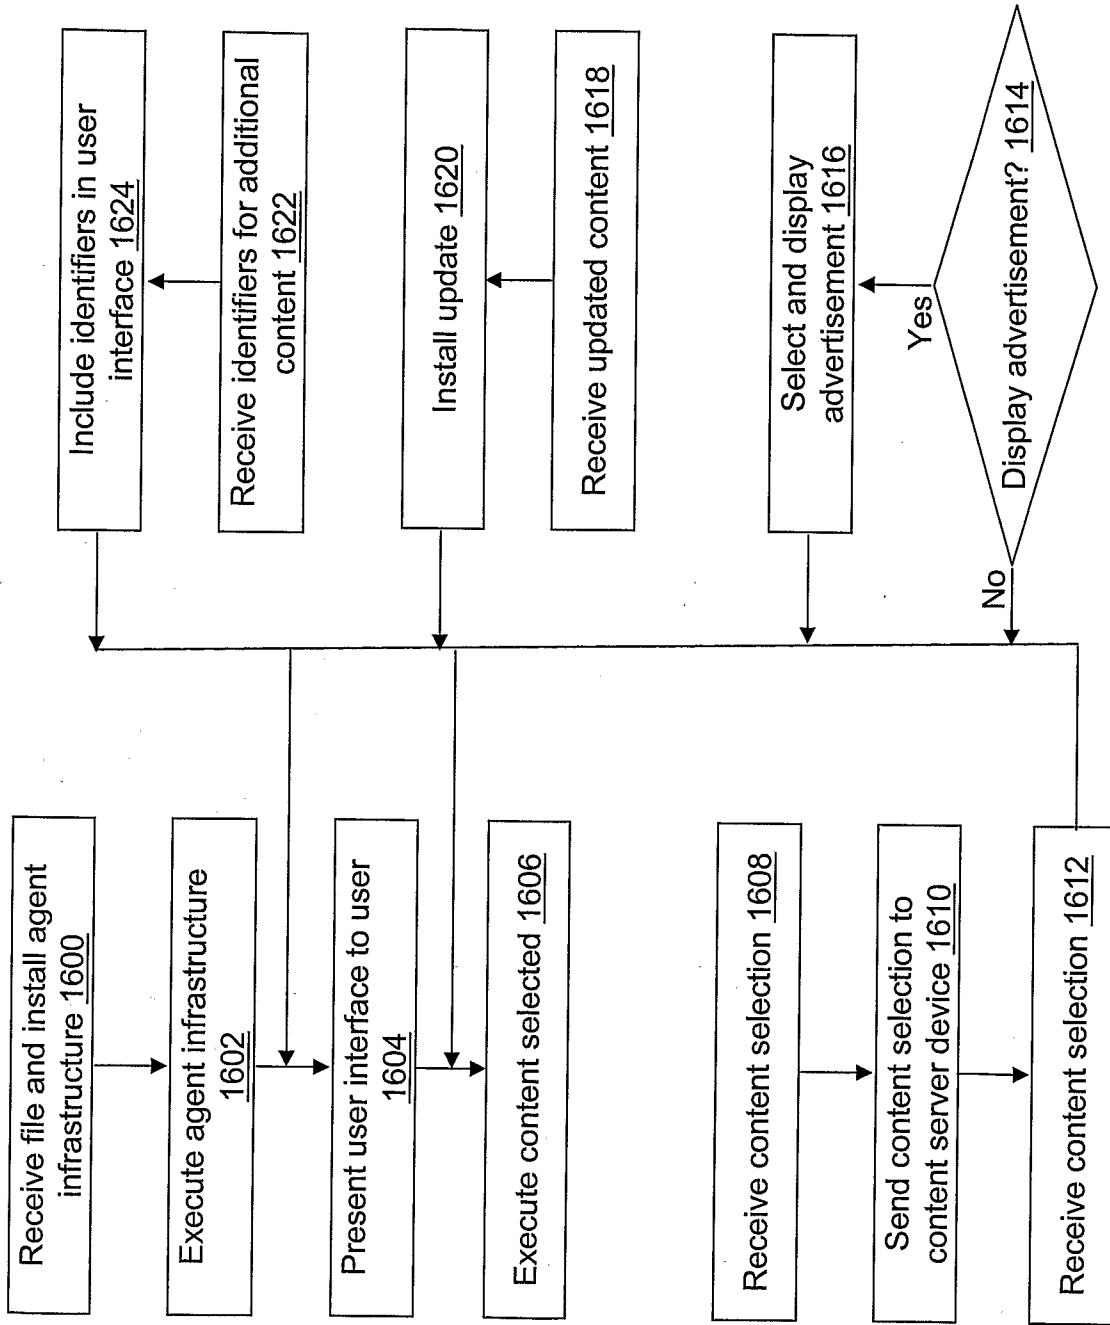 Receive file and install agent
infrastructure 1600
Execute agent infrastructure
1602
Present user interface to user
1604
Execute content selected 1606
Receive content selection 1608
Send content selection to
content server device 1610
Receive content selection 1612
Include identifiers in user
interface 1624
Receive identifiers for additional
content 1622
Install update 1620
Receive updated content 1618
Select and display
advertisement 1616
Yes
Display advertisement? 1614
No